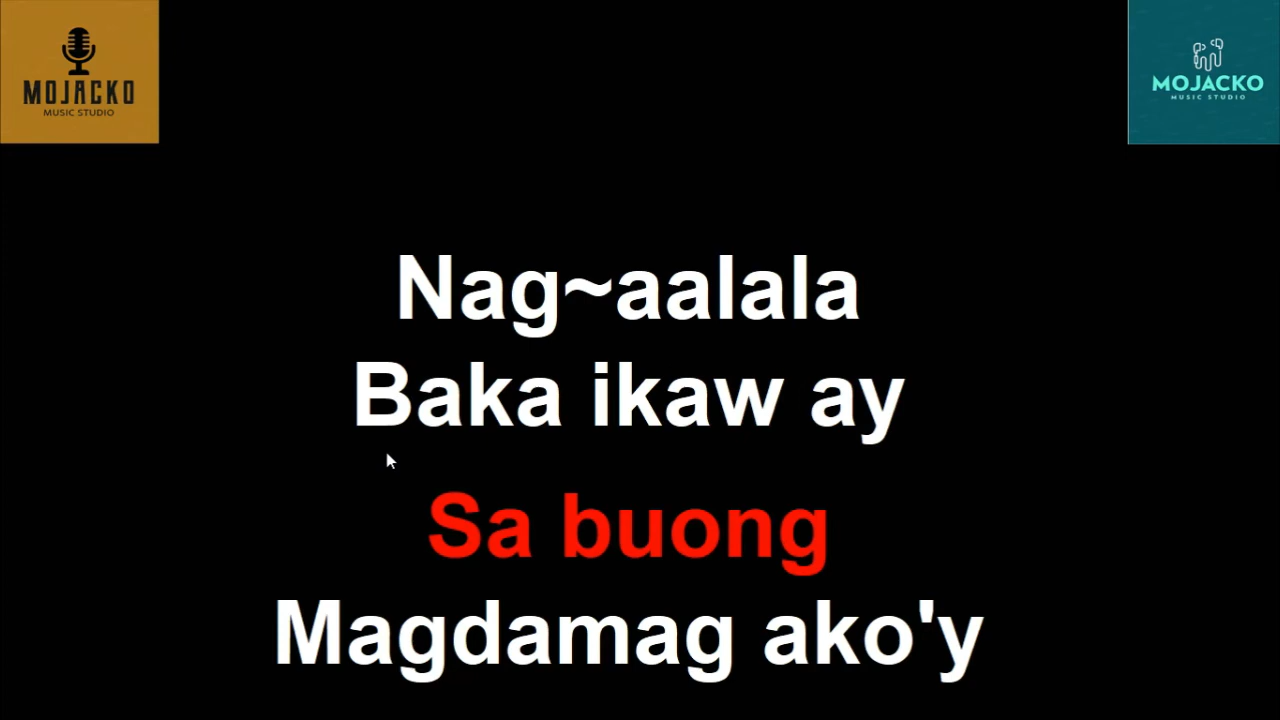 MOJACKO
MUSIC STUDIO
MOJACKO
MUSIC STUDIO
Nag~aalala
Baka ikaw ay
Sa buong
Magdamag ako'y